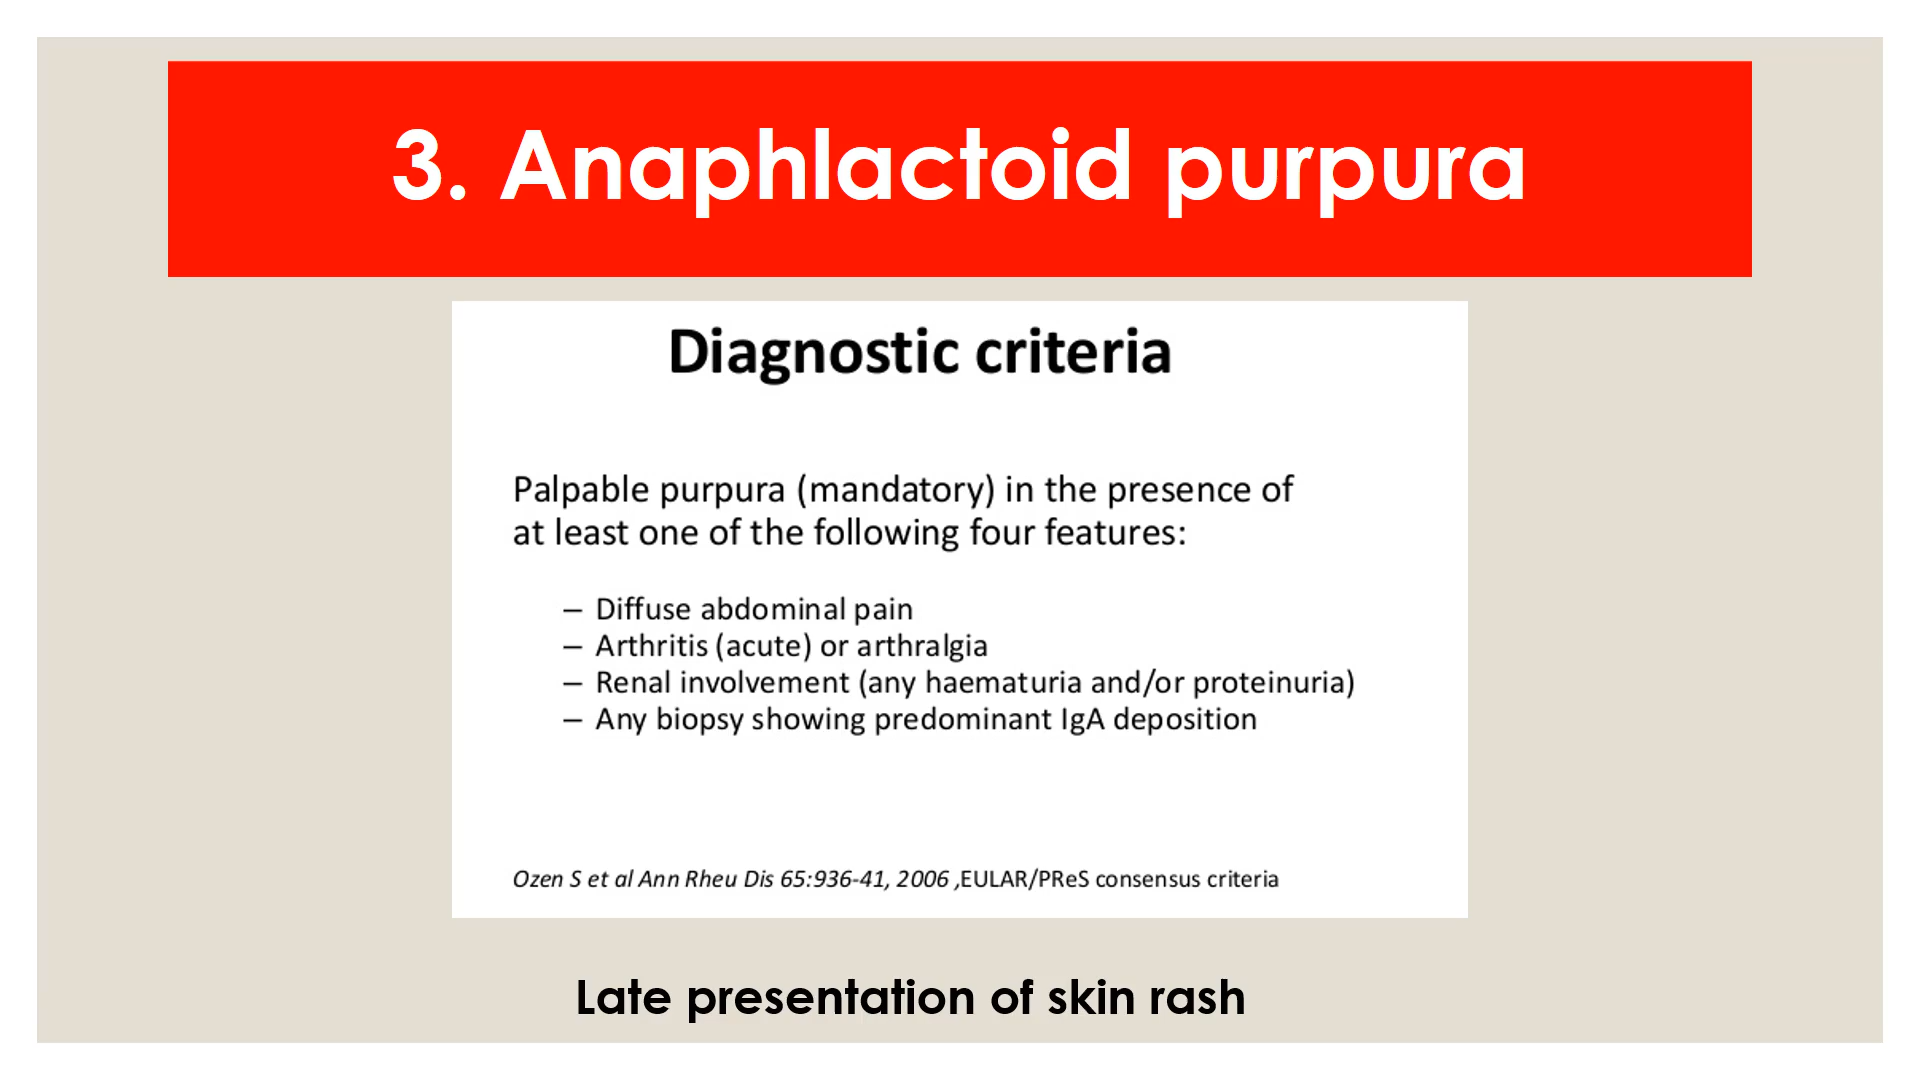 3. Anaphlactoid purpura
Diagnostic criteria
Palpable purpura (mandatory) in the presence of
at least one of the following four features:
– Diffuse abdominal pain
– Arthritis (acute) or arthralgia
– Renal involvement (any haematuria and/or proteinuria)
– Any biopsy showing predominant IgA deposition
Ozen S et al Ann Rheu Dis 65:936-41, 2006 ,EULAR/PReS consensus criteria
Late presentation of skin rash